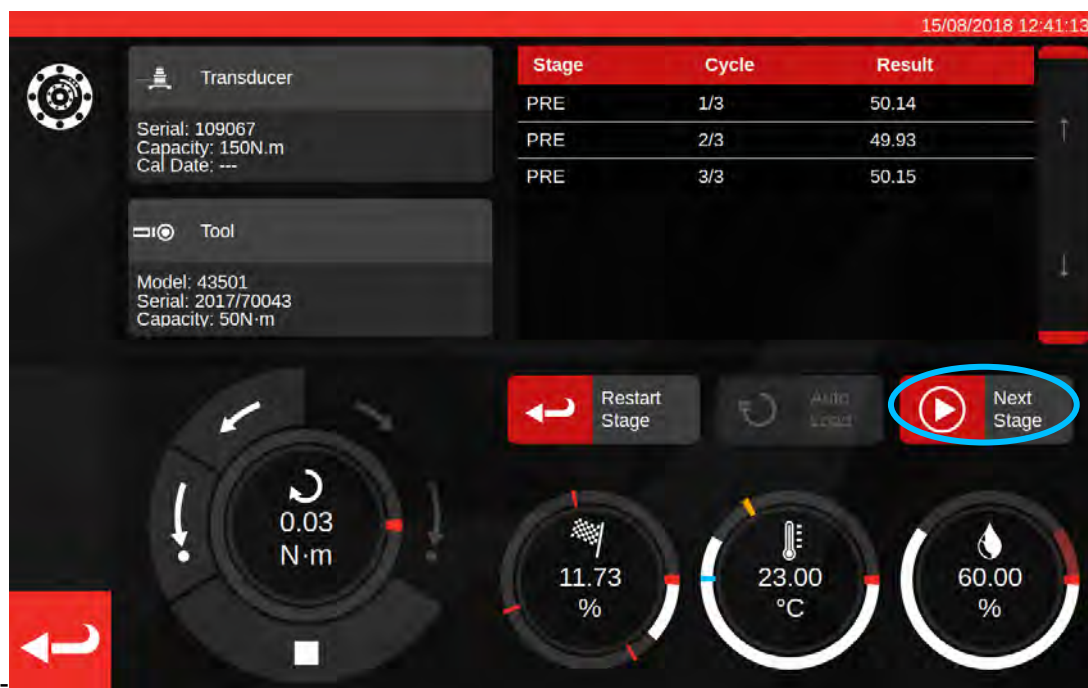 15/08/2018 12:41:13
Transducer
Serial: 109067
Capacity: 150N.m
Cal Date: ---
Tool
Model: 43501
Serial: 2017/70043
Capacity: 50N·m
Stage Cycle Result
PRE 1/3 50.14
PRE 2/3 49.93
PRE 3/3 50.15
Restart
Stage
Auto
Load
Next
Stage
0.03
N·m
11.73
%
23.00
°C
60.00
%
-